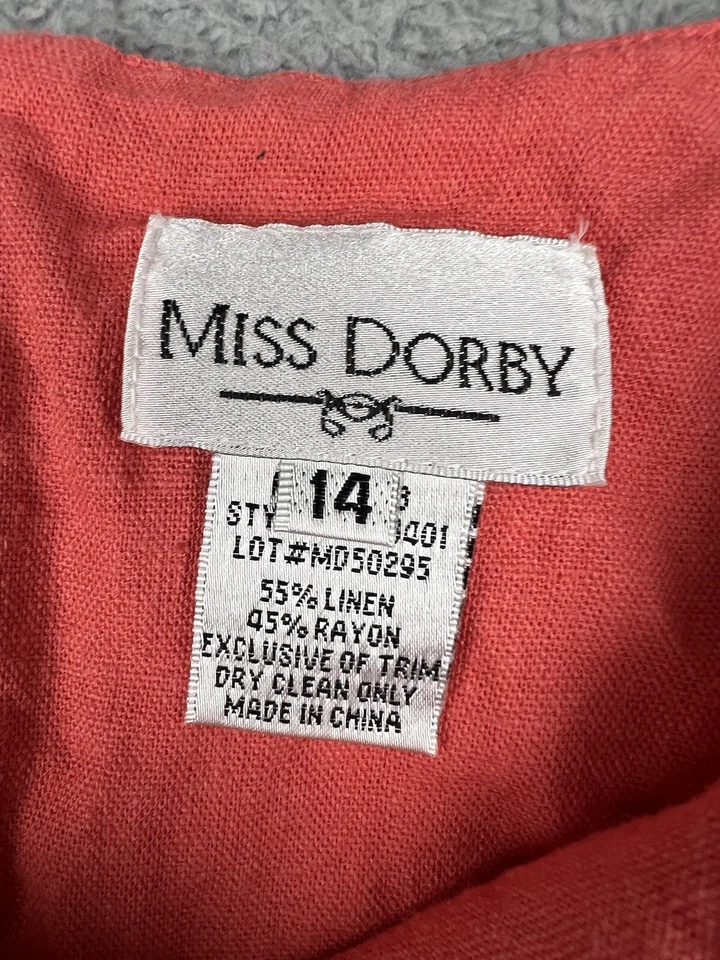 MISS DORBY
14
LOT#MD50295
55% LINEN
45% RAYON
EXCLUSIVE OF TRIM
DRY CLEAN ONLY
MADE IN CHINA